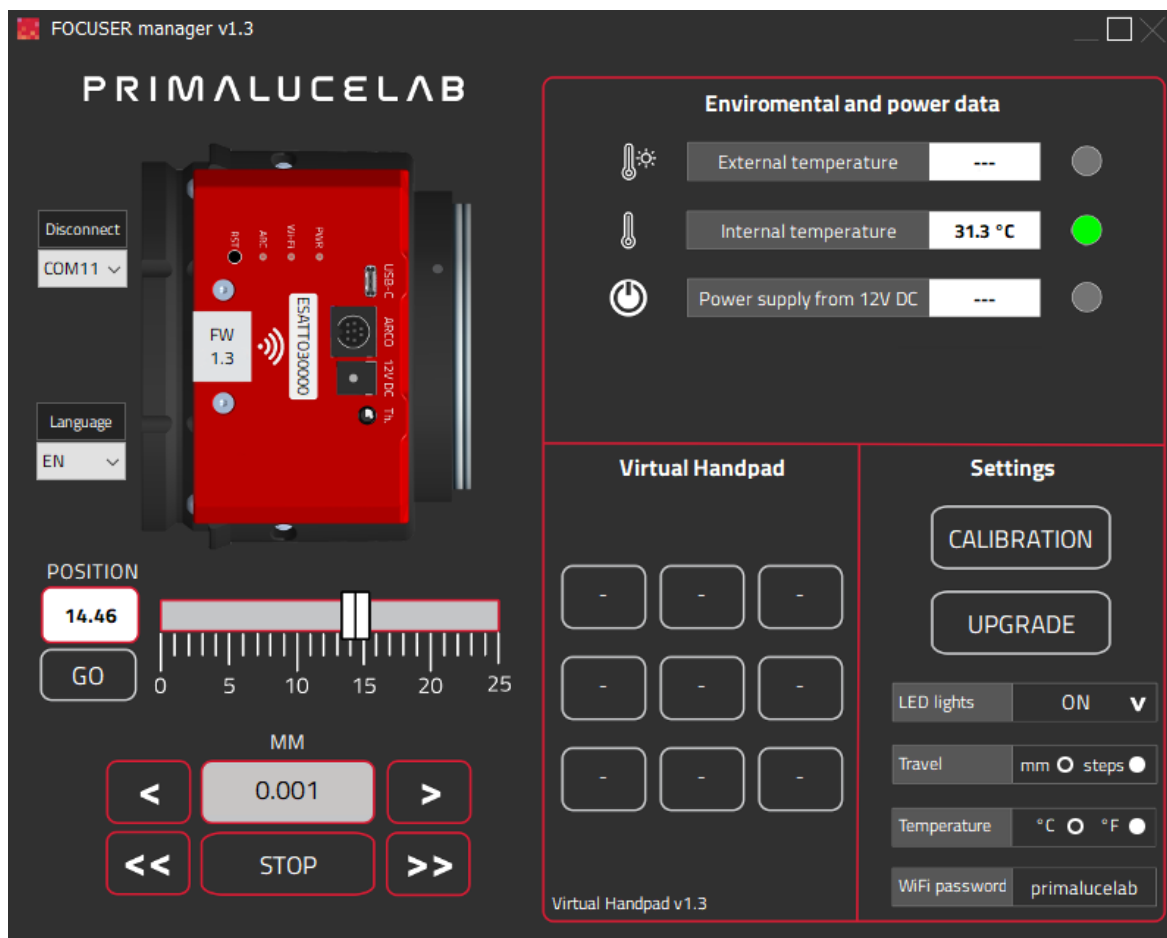 FOCUSER manager v1.3
PRIMALUCELAB
Disconnect
COM11
Language
EN
RST
ARC
Wi-Fi
PWR
USB-C
ARCO
12V DC
Th.
FW
1.3
ESATTO30000
POSITION
14.46
GO
0 5 10 15 20 25
MM
< 0.001 >
<< STOP >>
Enviromental and power data
External temperature ---
Internal temperature 31.3 °C
Power supply from 12V DC ---
Virtual Handpad
- - -
- - -
- - -
Virtual Handpad v1.3
Settings
CALIBRATION
UPGRADE
LED lights ON v
Travel mm steps
Temperature °C °F
WiFi password primalucelab